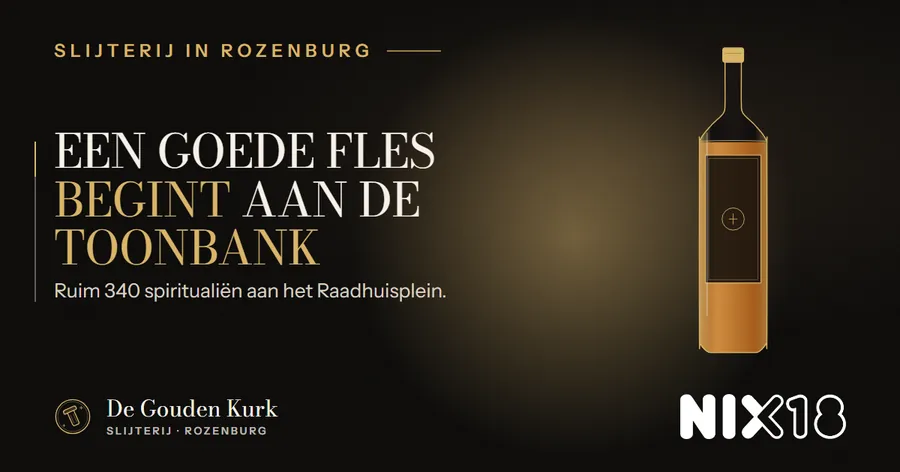 SLIJTERIJ IN ROZENBURG
EEN GOEDE FLES
BEGINT AAN DE
TOONBANK
Ruim 340 spiritualiën aan het Raadhuisplein.
De Gouden Kurk
SLIJTERIJ · ROZENBURG
NIX18